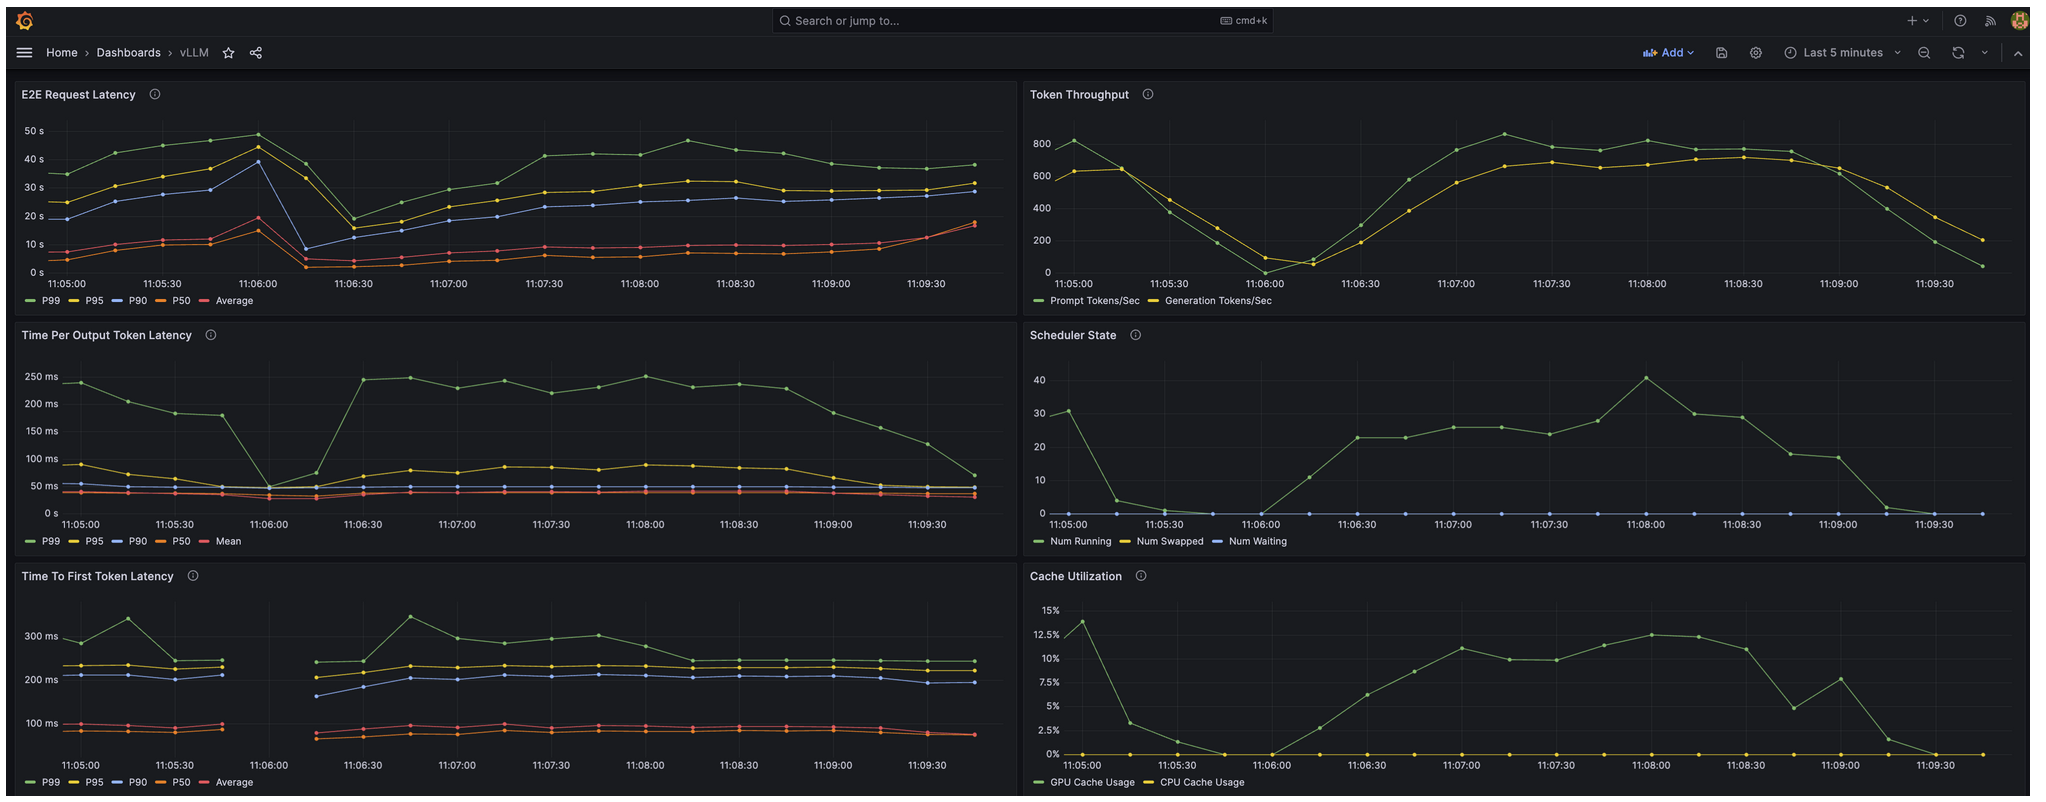 Search or jump to... cmd+k
Home › Dashboards › vLLM Add Last 5 minutes
E2E Request Latency
50 s
40 s
30 s
20 s
10 s
0 s
11:05:00 11:05:30 11:06:00 11:06:30 11:07:00 11:07:30 11:08:00 11:08:30 11:09:00 11:09:30
P99 P95 P90 P50 Average
Token Throughput
800
600
400
200
0
11:05:00 11:05:30 11:06:00 11:06:30 11:07:00 11:07:30 11:08:00 11:08:30 11:09:00 11:09:30
Prompt Tokens/Sec Generation Tokens/Sec
Time Per Output Token Latency
250 ms
200 ms
150 ms
100 ms
50 ms
0 s
11:05:00 11:05:30 11:06:00 11:06:30 11:07:00 11:07:30 11:08:00 11:08:30 11:09:00 11:09:30
P99 P95 P90 P50 Mean
Scheduler State
40
30
20
10
0
11:05:00 11:05:30 11:06:00 11:06:30 11:07:00 11:07:30 11:08:00 11:08:30 11:09:00 11:09:30
Num Running Num Swapped Num Waiting
Time To First Token Latency
300 ms
200 ms
100 ms
11:05:00 11:05:30 11:06:00 11:06:30 11:07:00 11:07:30 11:08:00 11:08:30 11:09:00 11:09:30
P99 P95 P90 P50 Average
Cache Utilization
15%
12.5%
10%
7.5%
5%
2.5%
0%
11:05:00 11:05:30 11:06:00 11:06:30 11:07:00 11:07:30 11:08:00 11:08:30 11:09:00 11:09:30
GPU Cache Usage CPU Cache Usage